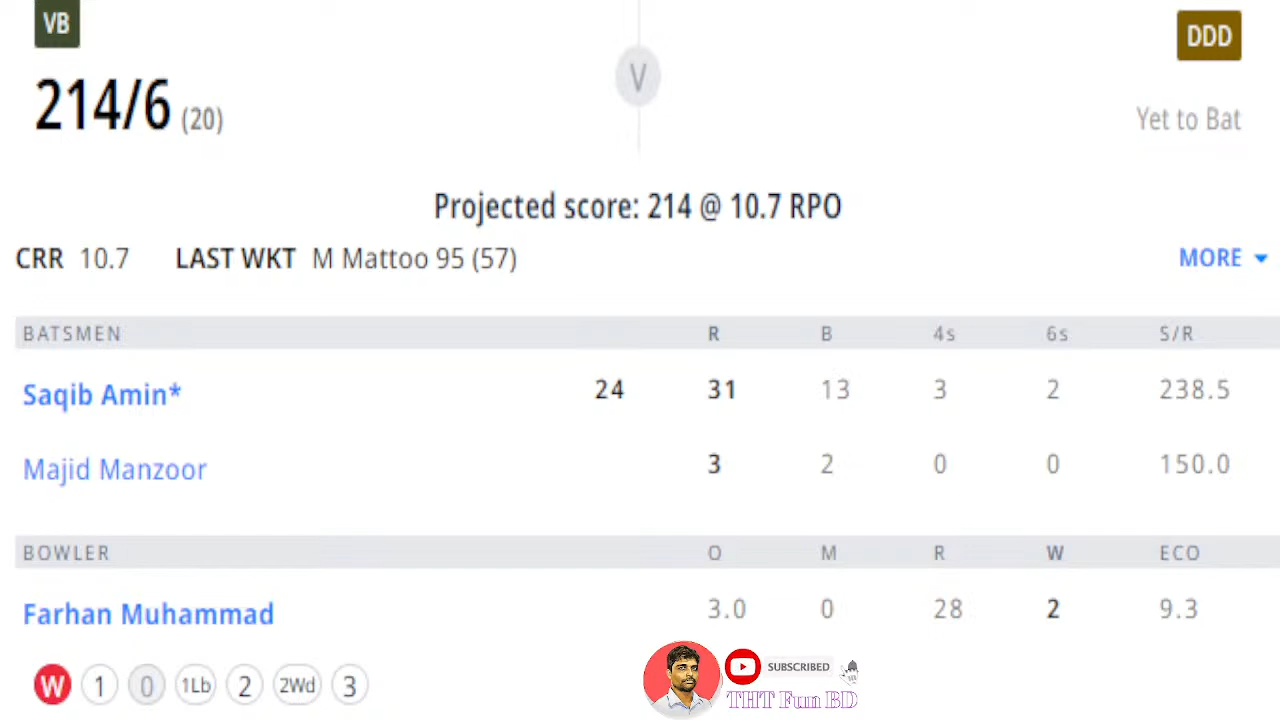 VB
V
DDD
214/6 (20)
Yet to Bat
Projected score: 214 @ 10.7 RPO
CRR 10.7 LAST WKT M Mattoo 95 (57)
MORE
BATSMEN R B 4s 6s S/R
Saqib Amin* 24 31 13 3 2 238.5
Majid Manzoor 3 2 0 0 150.0
BOWLER O M R W ECO
Farhan Muhammad 3.0 0 28 2 9.3
W 1 0 1Lb 2 2Wd 3
SUBSCRIBED
THT Fun BD